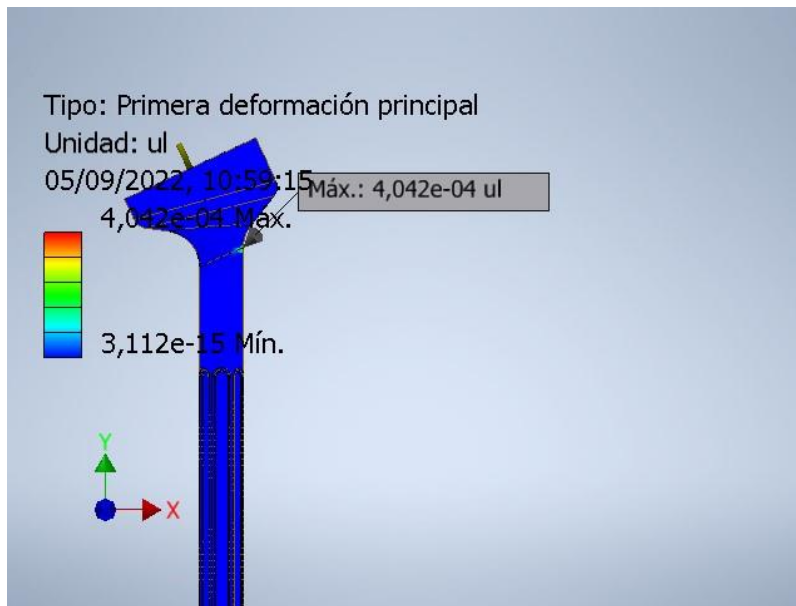 Tipo: Primera deformación principal
Unidad: ul
05/09/2022, 10:59:15
Máx.: 4,042e-04 ul
4,042e-04 Máx.
3,112e-15 Mín.
Y
X